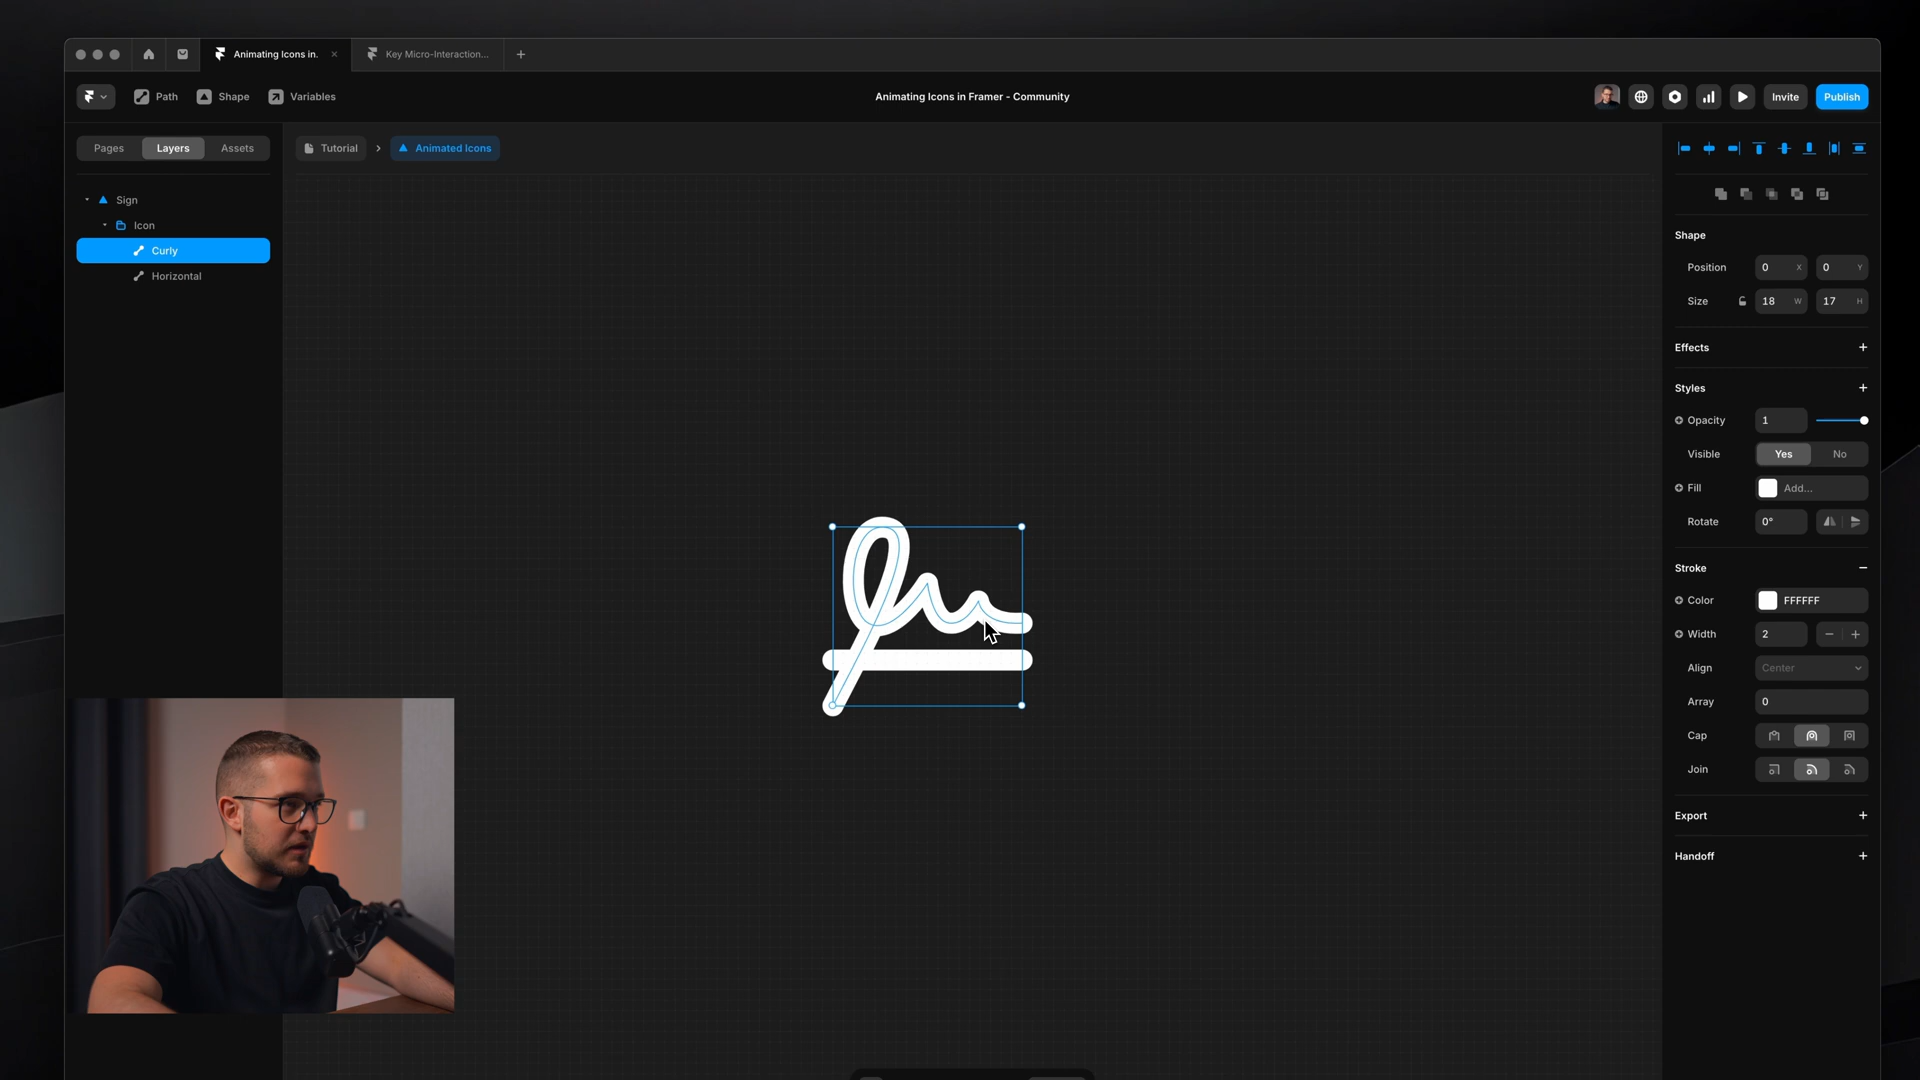 Animating Icons in.
Key Micro-Interaction...
Path
Shape
Variables
Animating Icons in Framer - Community
Invite
Publish
Pages
Layers
Assets
Tutorial
Animated Icons
Sign
Icon
Curly
Horizontal
Shape
Position
0 X
0 Y
Size
18 W
17 H
Effects
Styles
Opacity
1
Visible
Yes
No
Fill
Add...
Rotate
0°
Stroke
Color
FFFFFF
Width
2
Align
Center
Array
0
Cap
Join
Export
Handoff